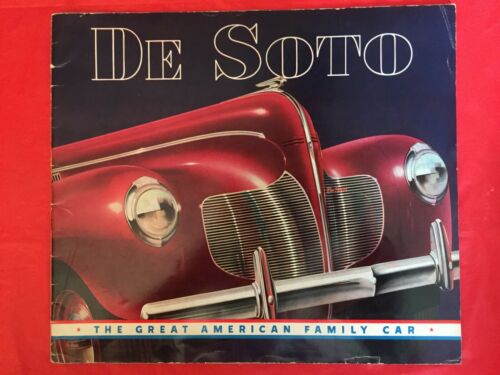 DE SOTO
★ THE GREAT AMERICAN FAMILY CAR ★